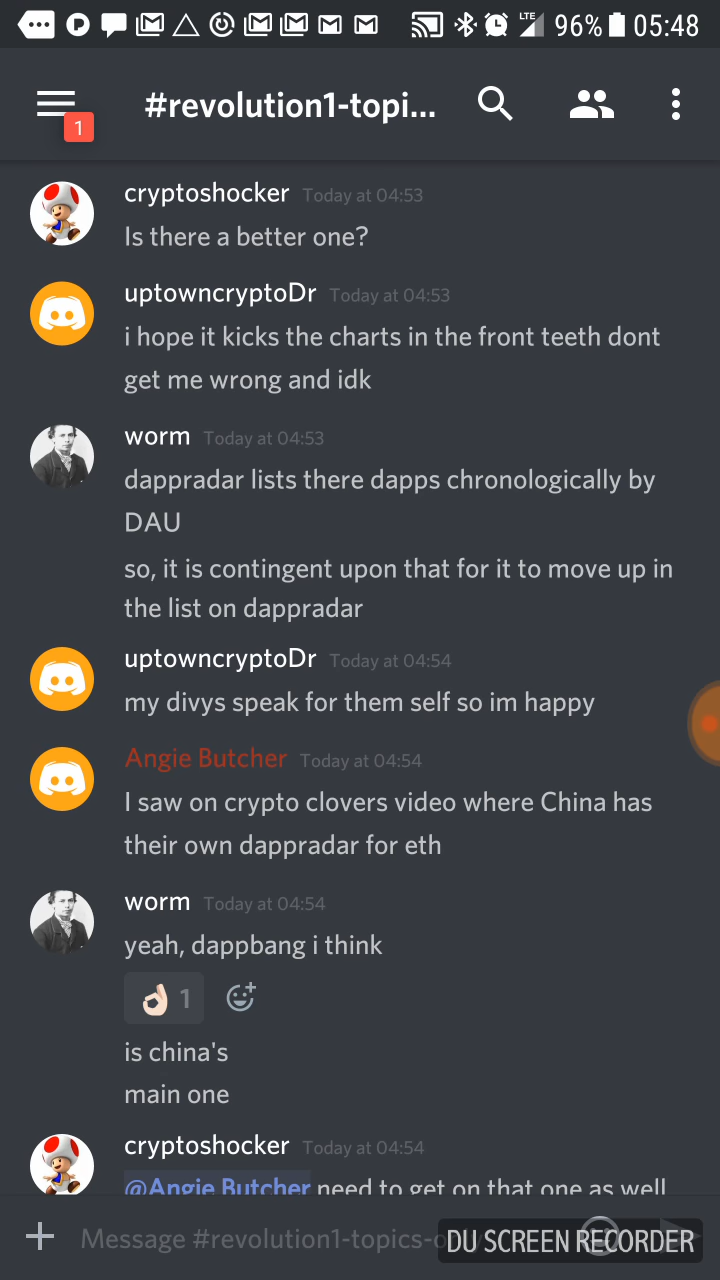 LTE 96% 05:48
1
#revolution1-topi...
cryptoshocker Today at 04:53
Is there a better one?
uptowncryptoDr Today at 04:53
i hope it kicks the charts in the front teeth dont
get me wrong and idk
worm Today at 04:53
dappradar lists there dapps chronologically by
DAU
so, it is contingent upon that for it to move up in
the list on dappradar
uptowncryptoDr Today at 04:54
my divys speak for them self so im happy
Angie Butcher Today at 04:54
I saw on crypto clovers video where China has
their own dappradar for eth
worm Today at 04:54
yeah, dappbang i think
1
is china's
main one
cryptoshocker Today at 04:54
@Angie Butcher need to get on that one as well
Message #revolution1-topics-o
DU SCREEN RECORDER